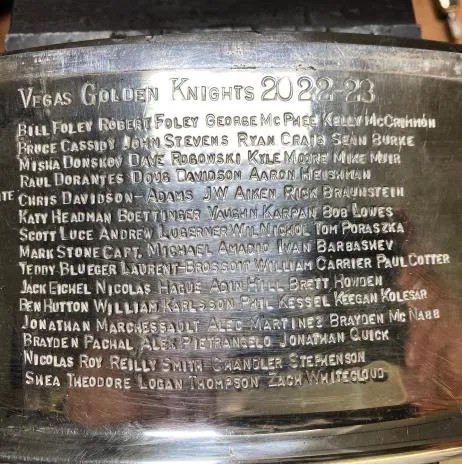 VEGAS GOLDEN KNIGHTS 2022-23
BILL FOLEY ROBERT FOLEY GEORGE MCPHEE KELLY MCCRIMMON
BRUCE CASSIDY JOHN STEVENS RYAN CRAIG SEAN BURKE
MISHA DONSKOV DAVE ROGOWSKI KYLE MOORE MIKE MUIR
RAUL DORANTES DOUG DAVIDSON AARON HEISHMAN
CHRIS DAVIDSON-ADAMS JW AIKEN RICK BRAUNSTEIN
KATY HEADMAN BOETTINGER VAUGHN KARPAN BOB LOWES
SCOTT LUCE ANDREW LUGERNER WIL NICHOL TOM PORASZKA
MARK STONE CAPT. MICHAEL AMADIO IVAN BARBASHEV
TEDDY BLUEGER LAURENT-BROSSOIT WILLIAM CARRIER PAUL COTTER
JACK EICHEL NICOLAS HAGUE ADIN HILL BRETT HOWDEN
BEN HUTTON WILLIAM KARLSSON PHIL KESSEL KEEGAN KOLESAR
JONATHAN MARCHESSAULT ALEC MARTINEZ BRAYDEN MC NABB
BRAYDEN PACHAL ALEX PIETRANGELO JONATHAN QUICK
NICOLAS ROY REILLY SMITH CHANDLER STEPHENSON
SHEA THEODORE LOGAN THOMPSON ZACH WHITECLOUD